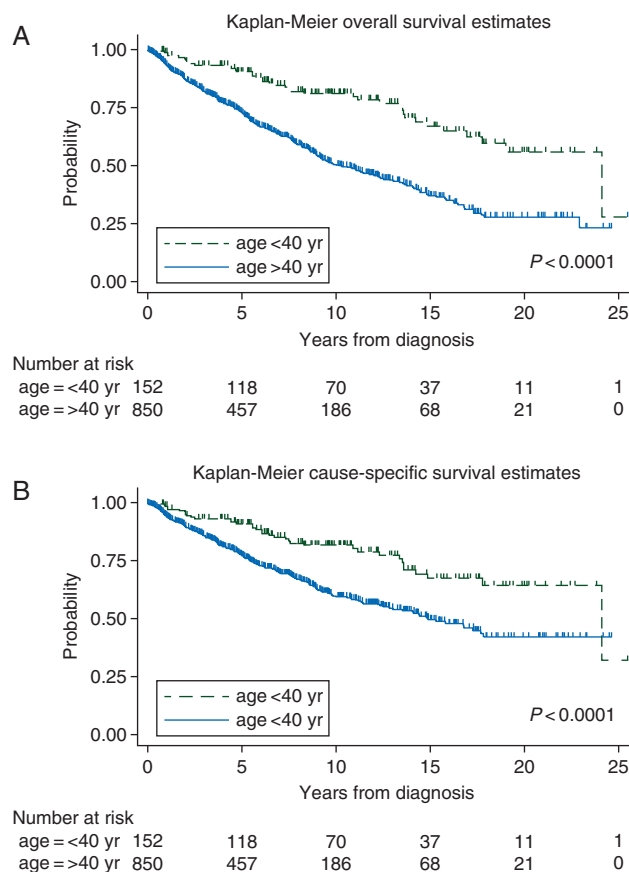 A
Kaplan-Meier overall survival estimates
1.00
0.75
0.50
0.25
0.00
Probability
age <40 yr
age >40 yr
P<0.0001
0 5 10 15 20 25
Years from diagnosis
Number at risk
age = <40 yr 152 118 70 37 11 1
age = >40 yr 850 457 186 68 21 0
B
Kaplan-Meier cause-specific survival estimates
1.00
0.75
0.50
0.25
0.00
Probability
age <40 yr
age <40 yr
P<0.0001
0 5 10 15 20 25
Years from diagnosis
Number at risk
age = <40 yr 152 118 70 37 11 1
age = >40 yr 850 457 186 68 21 0